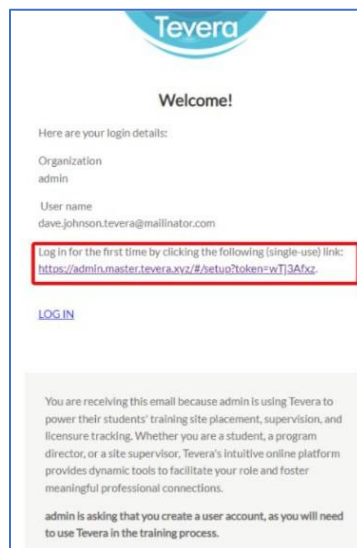 Tevera
Welcome!
Here are your login details:
Organization
admin
User name
dave.johnson.tevera@mailinator.com
Log in for the first time by clicking the following (single-use) link:
https://admin.master.tevera.xyz/#/setup?token=wTj3Afxz.
LOG IN
You are receiving this email because admin is using Tevera to
power their students' training site placement, supervision, and
licensure tracking. Whether you are a student, a program
director, or a site supervisor, Tevera's intuitive online platform
provides dynamic tools to facilitate your role and foster
meaningful professional connections.
admin is asking that you create a user account, as you will need
to use Tevera in the training process.